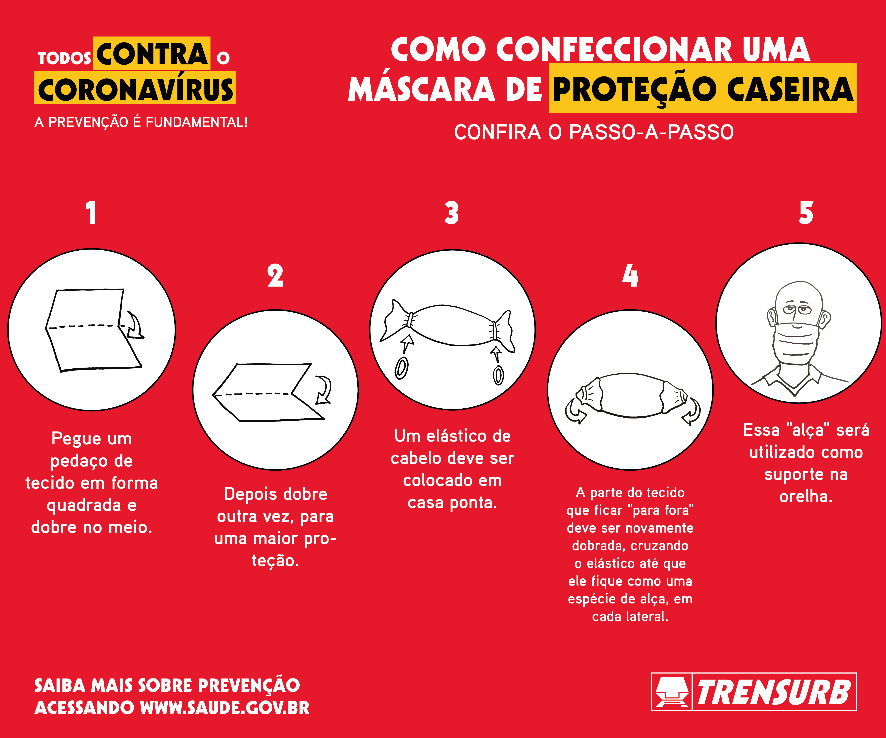 TODOS CONTRA O
CORONAVÍRUS
A PREVENÇÃO É FUNDAMENTAL!
COMO CONFECCIONAR UMA
MÁSCARA DE PROTEÇÃO CASEIRA
CONFIRA O PASSO-A-PASSO
1
Pegue um
pedaço de
tecido em forma
quadrada e
dobre no meio.
2
Depois dobre
outra vez, para
uma maior pro-
teção.
3
Um elástico de
cabelo deve ser
colocado em
casa ponta.
4
A parte do tecido
que ficar "para fora"
deve ser novamente
dobrada, cruzando
o elástico até que
ele fique como uma
espécie de alça, em
cada lateral.
5
Essa "alça" será
utilizado como
suporte na
orelha.
SAIBA MAIS SOBRE PREVENÇÃO
ACESSANDO WWW.SAUDE.GOV.BR
TRENSURB